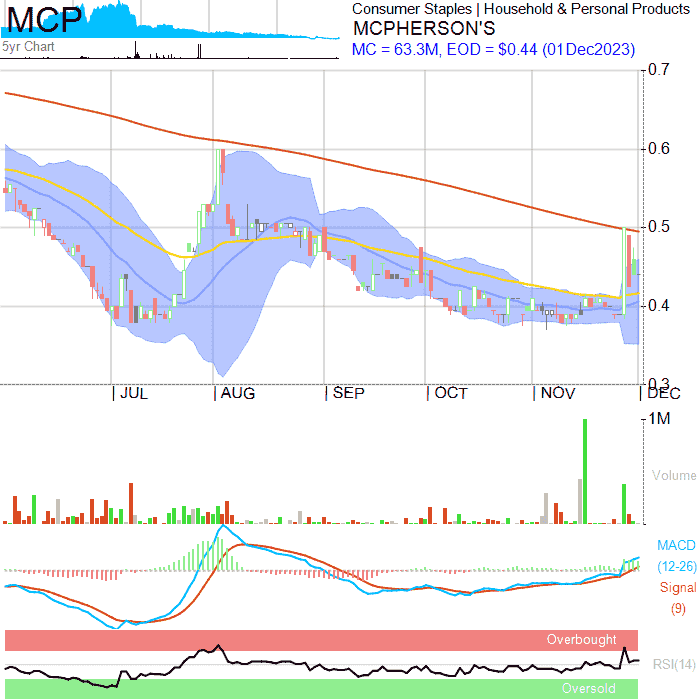 MCP
5yr Chart
Consumer Staples | Household & Personal Products
MCPHERSON'S
MC = 63.3M, EOD = $0.44 (01Dec2023)
0.7
0.6
0.5
0.4
0.3
JUL AUG SEP OCT NOV DEC
1M
Volume
MACD
(12-26)
Signal
(9)
Overbought
RSI(14)
Oversold